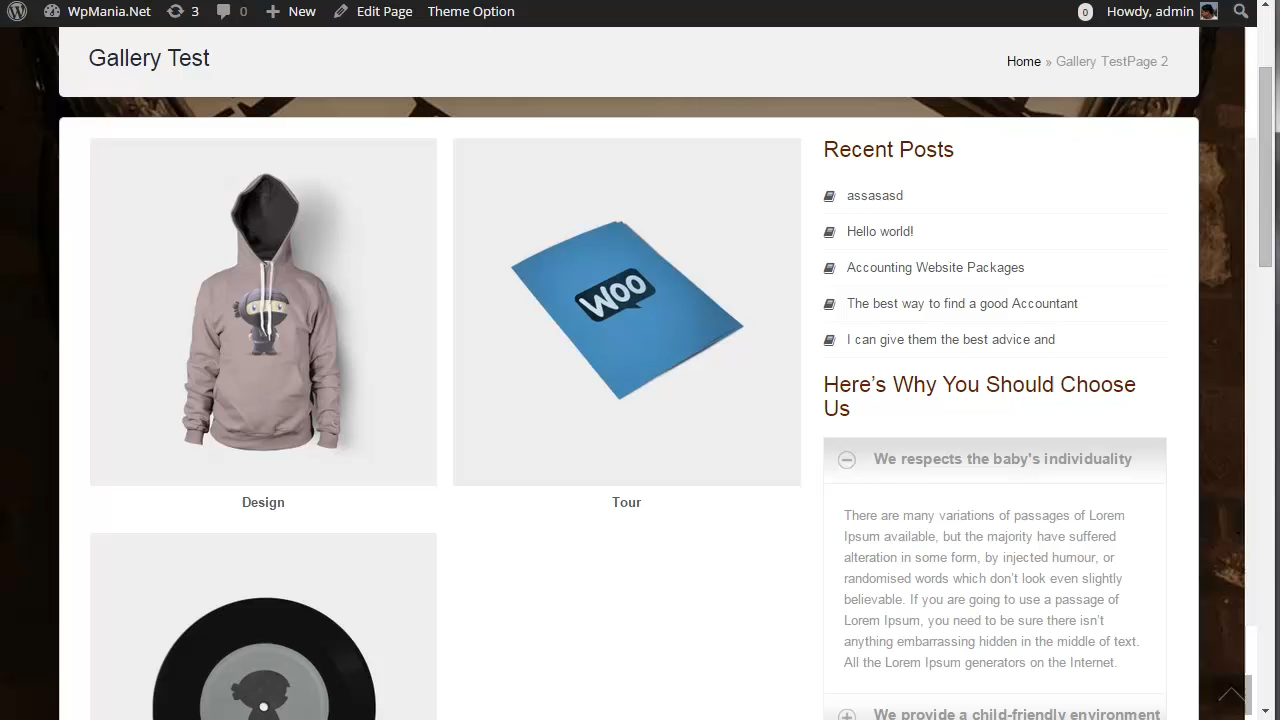 WpMania.Net 3 0 New Edit Page Theme Option 0 Howdy, admin
Gallery Test
Home » Gallery TestPage 2
Woo
Design
Tour
Recent Posts
assasasd
Hello world!
Accounting Website Packages
The best way to find a good Accountant
I can give them the best advice and
Here’s Why You Should Choose
Us
We respects the baby's individuality
There are many variations of passages of Lorem
Ipsum available, but the majority have suffered
alteration in some form, by injected humour, or
randomised words which don’t look even slightly
believable. If you are going to use a passage of
Lorem Ipsum, you need to be sure there isn’t
anything embarrassing hidden in the middle of text.
All the Lorem Ipsum generators on the Internet.
We provide a child-friendly environment